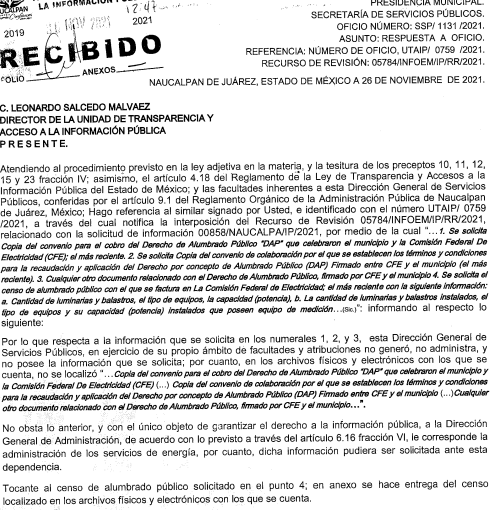 LA INFORMACIÓN
NAUCALPAN
PRESIDENCIA MUNICIPAL.
2019
NOV 2021
12:47
2021
SECRETARÍA DE SERVICIOS PÚBLICOS.
OFICIO NÚMERO: SSP/ 1131 /2021.
RECIBIDO
ASUNTO: RESPUESTA A OFICIO.
REFERENCIA: NÚMERO DE OFICIO, UTAIP/ 0759 /2021.
FOLIO ANEXOS
RECURSO DE REVISIÓN: 05784/INFOEM/IP/RR/2021.
NAUCALPAN DE JUÁREZ, ESTADO DE MÉXICO A 26 DE NOVIEMBRE DE 2021.
C. LEONARDO SALCEDO MALVAEZ
DIRECTOR DE LA UNIDAD DE TRANSPARENCIA Y
ACCESO A LA INFORMACIÓN PÚBLICA
P R E S E N T E.
Atendiendo al procedimiento previsto en la ley adjetiva en la materia, y la tesitura de los preceptos 10, 11, 12,
15 y 23 fracción IV; asimismo, el artículo 4.18 del Reglamento de la Ley de Transparencia y Accesos a la
Información Pública del Estado de México; y las facultades inherentes a esta Dirección General de Servicios
Públicos, conferidas por el artículo 9.1 del Reglamento Orgánico de la Administración Pública de Naucalpan
de Juárez, México; Hago referencia al similar signado por Usted, e identificado con el número UTAIP/ 0759
/2021, a través del cual notifica la interposición del Recurso de Revisión 05784/INFOEM/IP/RR/2021,
relacionado con la solicitud de información 00858/NAUCALPA/IP/2021, por medio de la cual "...1. Se solicita
Copia del convenio para el cobro del Derecho de Alumbrado Público "DAP" que celebraron el municipio y la Comisión Federal De
Electricidad (CFE); el más reciente. 2. Se solicita Copia del convenio de colaboración por el que se establecen los términos y condiciones
para la recaudación y aplicación del Derecho por concepto de Alumbrado Público (DAP) Firmado entre CFE y el municipio (el más
reciente). 3. Cualquier otro documento relacionado con el Derecho de Alumbrado Público, firmado por CFE y el municipio 4. Se solicita el
censo de alumbrado público con el que se factura en La Comisión Federal de Electricidad; el más reciente con la siguiente información:
a. Cantidad de luminarias y balastros, el tipo de equipos, la capacidad (potencia), b. La cantidad de luminarias y balastros instalados, el
tipo de equipos y su capacidad (potencia) instalados que poseen equipo de medición...(Sic.)": informando al respecto lo
siguiente:
Por lo que respecta a la información que se solicita en los numerales 1, 2, y 3, esta Dirección General de
Servicios Públicos, en ejercicio de su propio ámbito de facultades y atribuciones no generó, no administra, y
no posee la información que se solicita; por cuanto, en los archivos físicos y electrónicos con los que se
cuenta, no se localizó "...Copia del convenio para el cobro del Derecho de Alumbrado Público "DAP" que celebraron el municipio y
la Comisión Federal De Electricidad (CFE) (...) Copia del convenio de colaboración por el que se establecen los términos y condiciones
para la recaudación y aplicación del Derecho por concepto de Alumbrado Público (DAP) Firmado entre CFE y el municipio (...)Cualquier
otro documento relacionado con el Derecho de Alumbrado Público, firmado por CFE y el municipio...".
No obsta lo anterior, y con el único objeto de garantizar el derecho a la información pública, a la Dirección
General de Administración, de acuerdo con lo previsto a través del artículo 6.16 fracción VI, le corresponde la
administración de los servicios de energía, por cuanto, dicha información pudiera ser solicitada ante esta
dependencia.
Tocante al censo de alumbrado público solicitado en el punto 4; en anexo se hace entrega del censo
localizado en los archivos físicos y electrónicos con los que se cuenta.